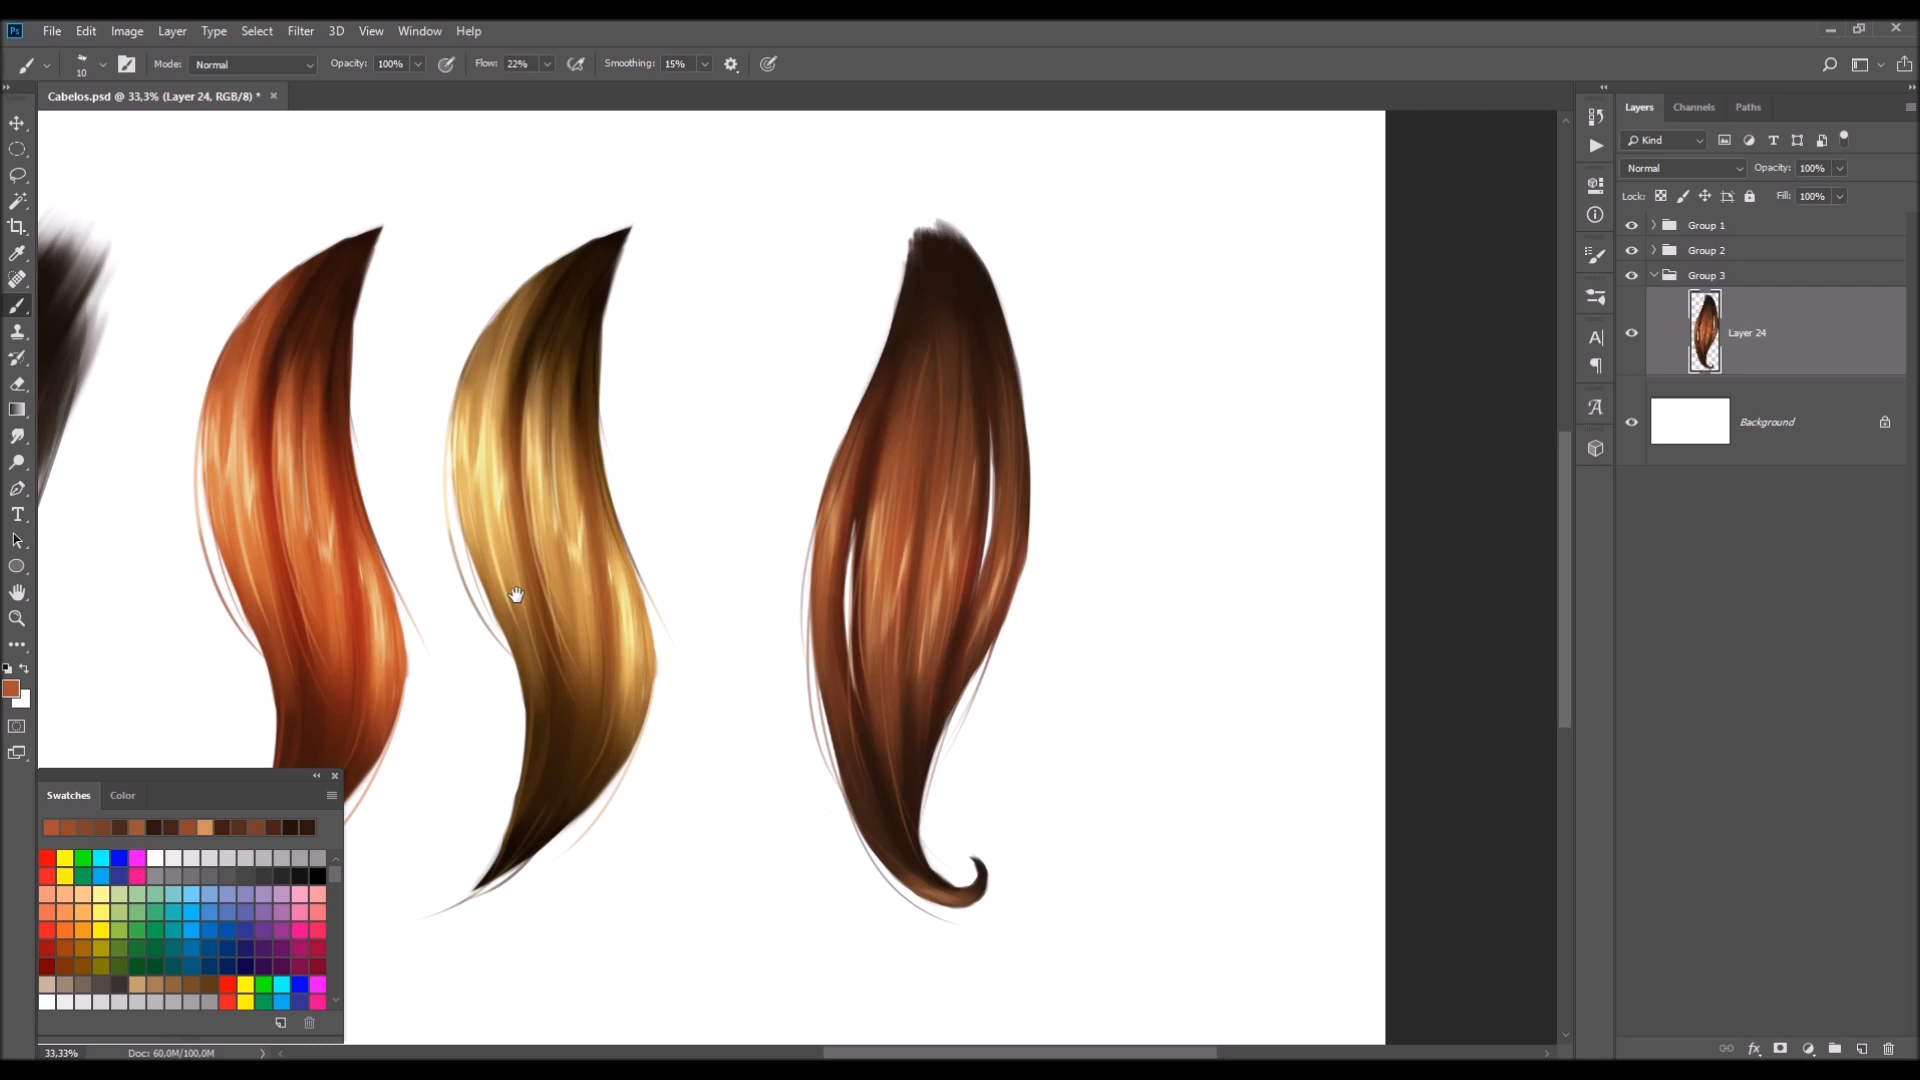 Ps File Edit Image Layer Type Select Filter 3D View Window Help
10 Mode: Normal Opacity: 100% Flow: 22% Smoothing: 15%
Cabelos.psd @ 33,3% (Layer 24, RGB/8) *
Layers Channels Paths
Kind
Normal Opacity: 100%
Lock: Fill: 100%
Group 1
Group 2
Group 3
Layer 24
Background
Swatches Color
33,33% Doc: 60,0M/100,0M